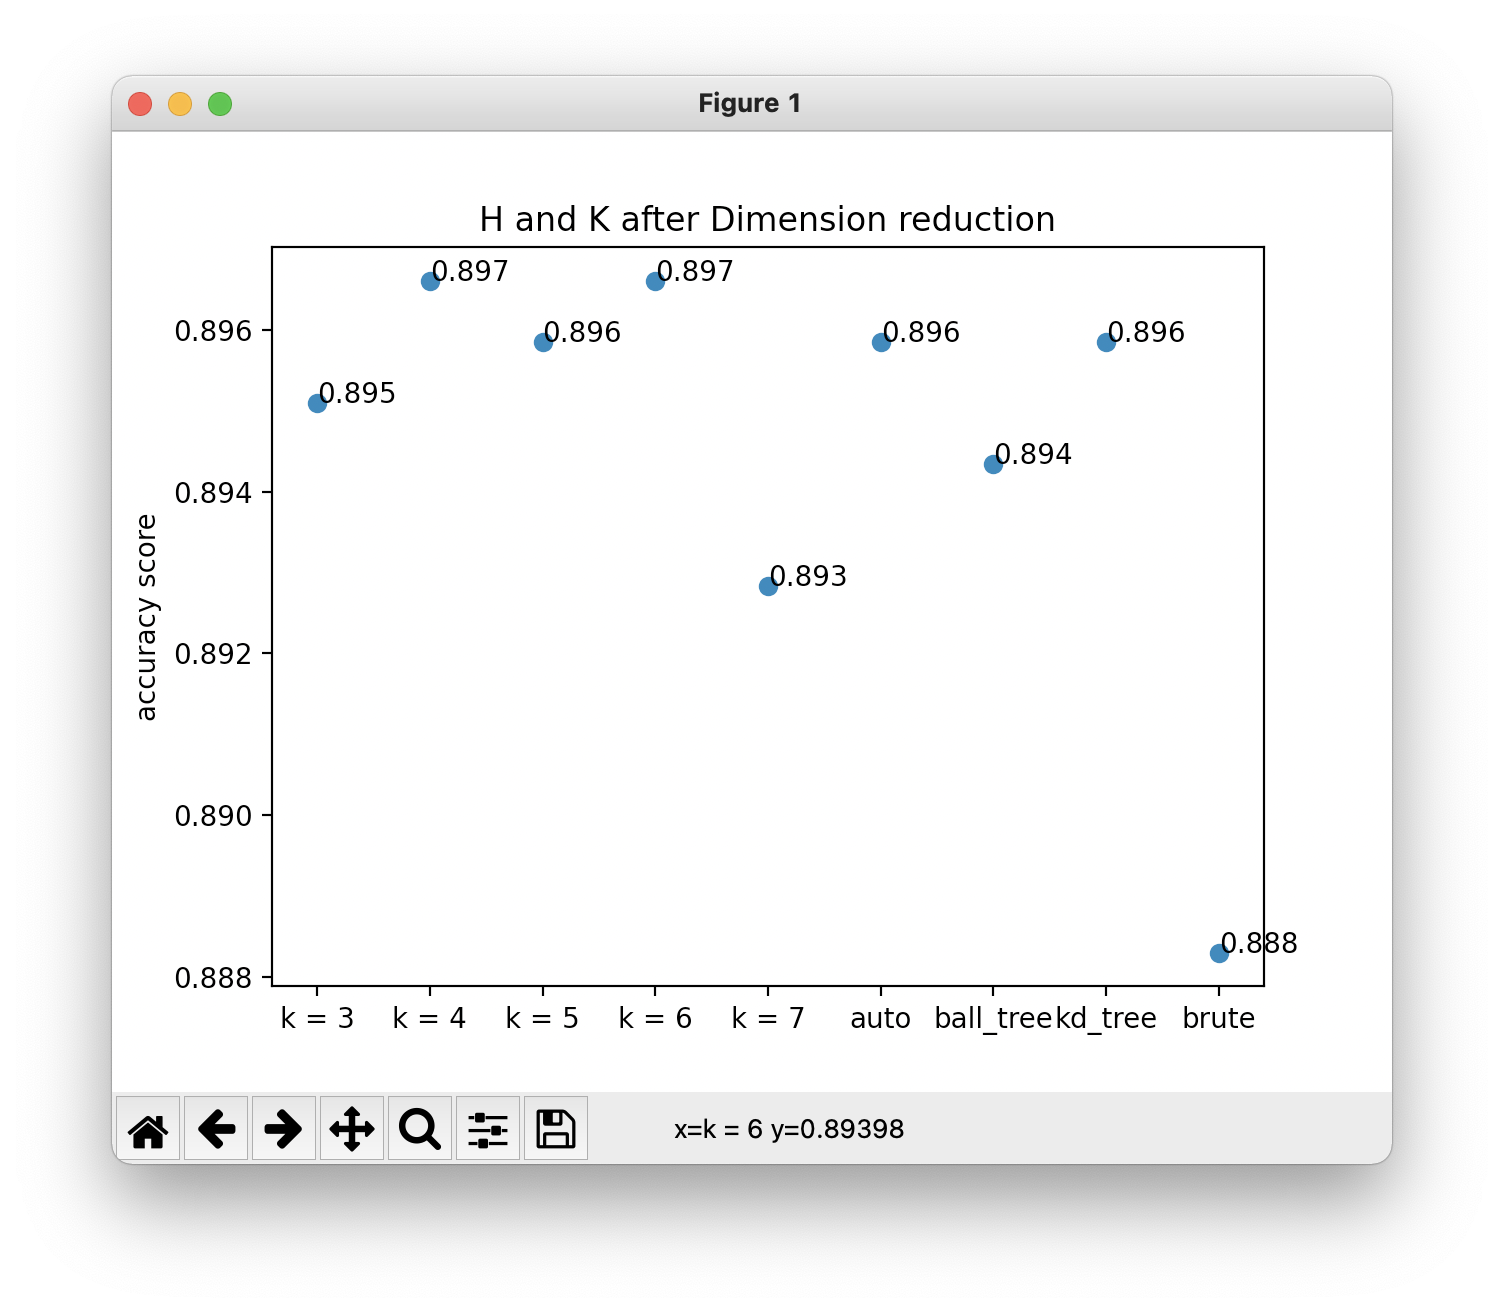 Figure 1
H and K after Dimension reduction
accuracy score
0.896
0.894
0.892
0.890
0.888
0.895
0.897
0.896
0.897
0.893
0.896
0.894
0.896
0.888
k = 3 k = 4 k = 5 k = 6 k = 7 auto ball_tree kd_tree brute
x=k = 6 y=0.89398